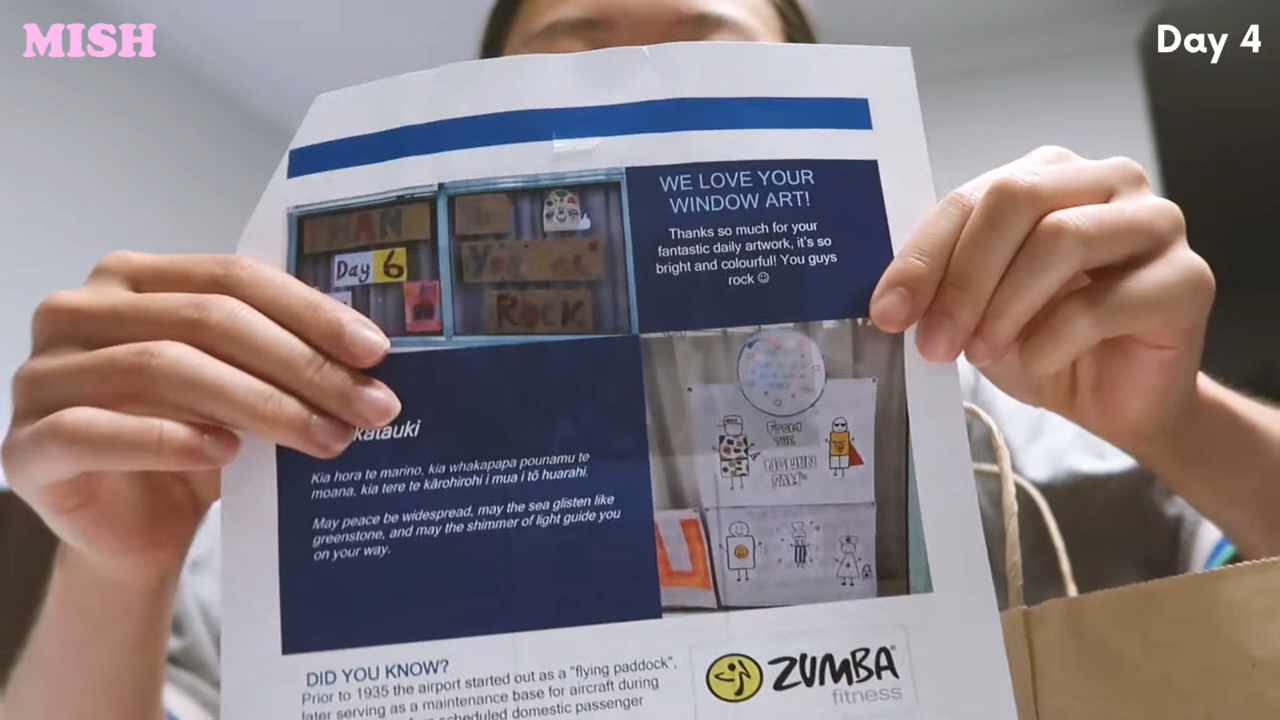 MISH
Day 4
WE LOVE YOUR
WINDOW ART!
Thanks so much for your
fantastic daily artwork, it's so
bright and colourful! You guys
rock ☺
Day 6
Rock
FROM
THE
FAM
katauki
Kia hora te marino, kia whakapapa pounamu te
moana, kia tere te kārohirohi i mua i tō huarahi.
May peace be widespread, may the sea glisten like
greenstone, and may the shimmer of light guide you
on your way.
DID YOU KNOW?
Prior to 1935 the airport started out as a "flying paddock",
later serving as a maintenance base for aircraft during
scheduled domestic passenger
ZUMBA
fitness